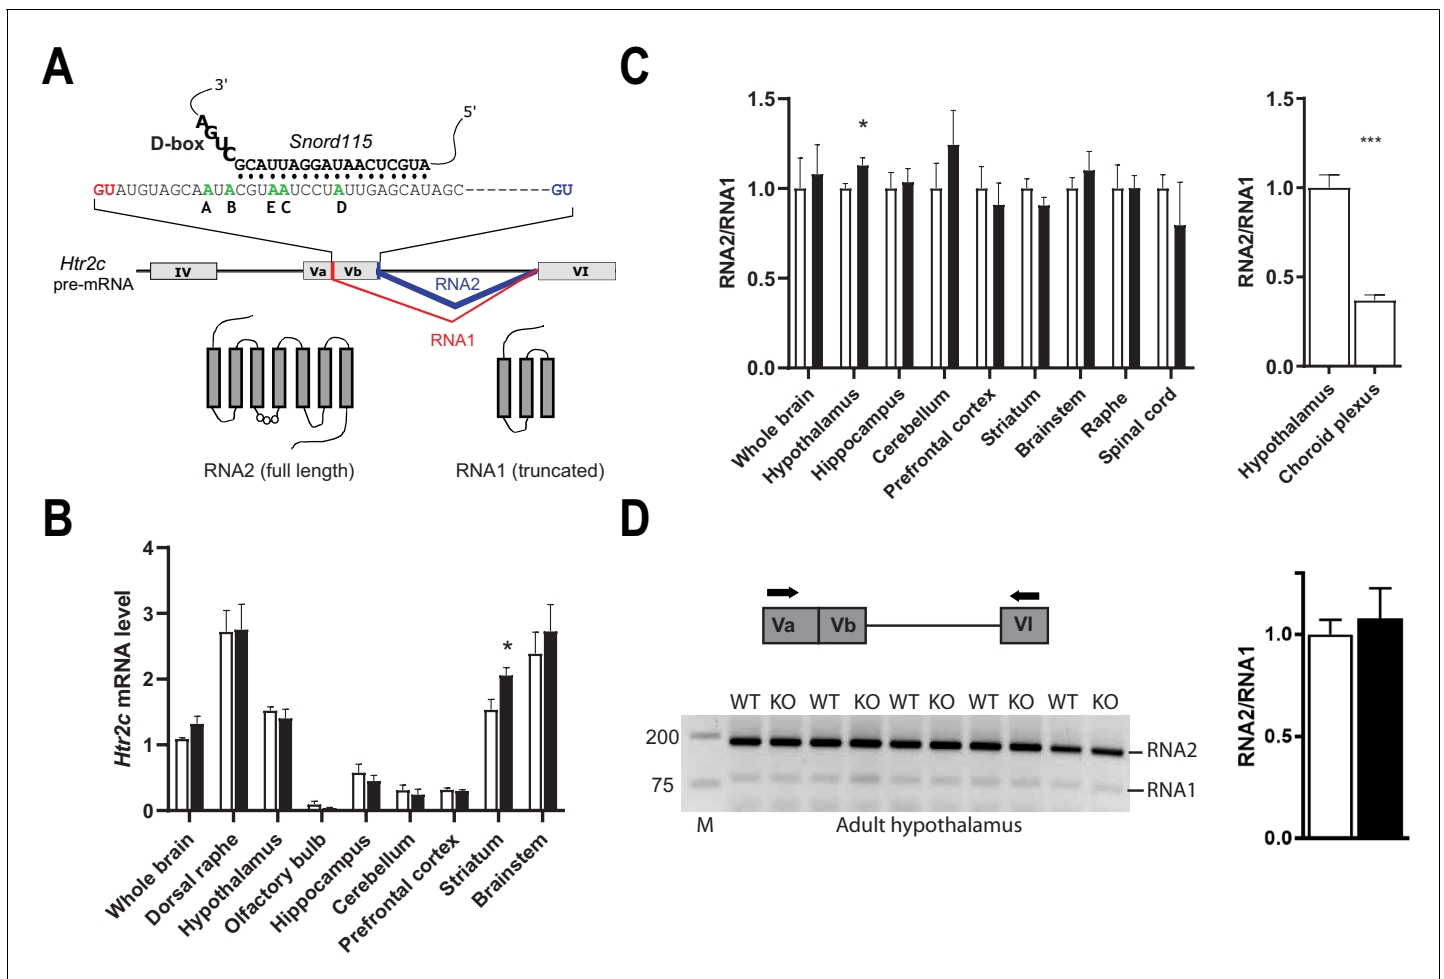 A
3'
5'
D-box
AGUC
Snord115
GCAUUAGGAUAACUCGUA
GUAUGUAGCAAUACGUAAUCCUAUUGAGCAUAGC-------GU
A B E C D
Htr2c
pre-mRNA
IV Va Vb VI
RNA2
RNA1
RNA2 (full length) RNA1 (truncated)
B
Htr2c mRNA level
4
3
2
1
0
*
Whole brain
Dorsal raphe
Hypothalamus
Olfactory bulb
Hippocampus
Cerebellum
Prefrontal cortex
Striatum
Brainstem
C
RNA2/RNA1
1.5
1.0
0.5
0.0
*
Whole brain
Hypothalamus
Hippocampus
Cerebellum
Prefrontal cortex
Striatum
Brainstem
Raphe
Spinal cord
1.5
1.0
0.5
0.0
***
Hypothalamus
Choroid plexus
D
Va Vb VI
WT KO WT KO WT KO WT KO WT KO
200
75
RNA2
RNA1
M Adult hypothalamus
RNA2/RNA1
1.0
0.5
0.0